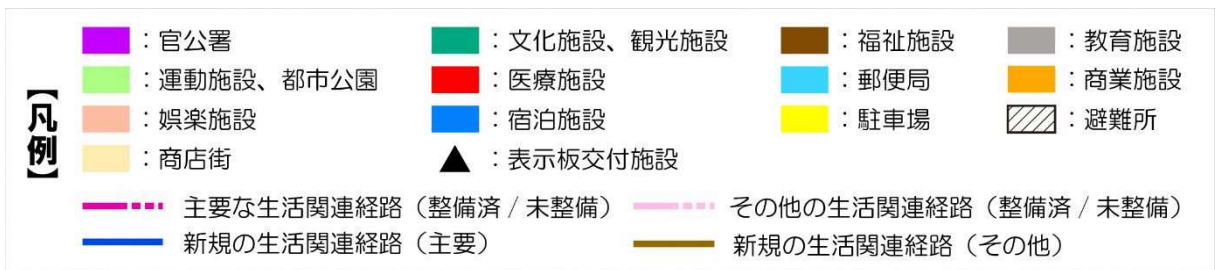 【凡例】
：官公署 ：文化施設、観光施設 ：福祉施設 ：教育施設
：運動施設、都市公園 ：医療施設 ：郵便局 ：商業施設
：娯楽施設 ：宿泊施設 ：駐車場 ：避難所
：商店街 ：表示板交付施設
主要な生活関連経路（整備済 / 未整備） その他の生活関連経路（整備済 / 未整備）
新規の生活関連経路（主要） 新規の生活関連経路（その他）